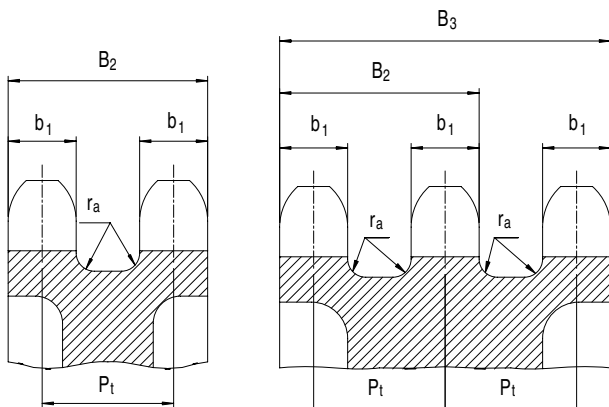 B₂
b₁ b₁
rₐ
Pₜ
B₃
B₂
b₁ b₁ b₁
rₐ rₐ
Pₜ Pₜ